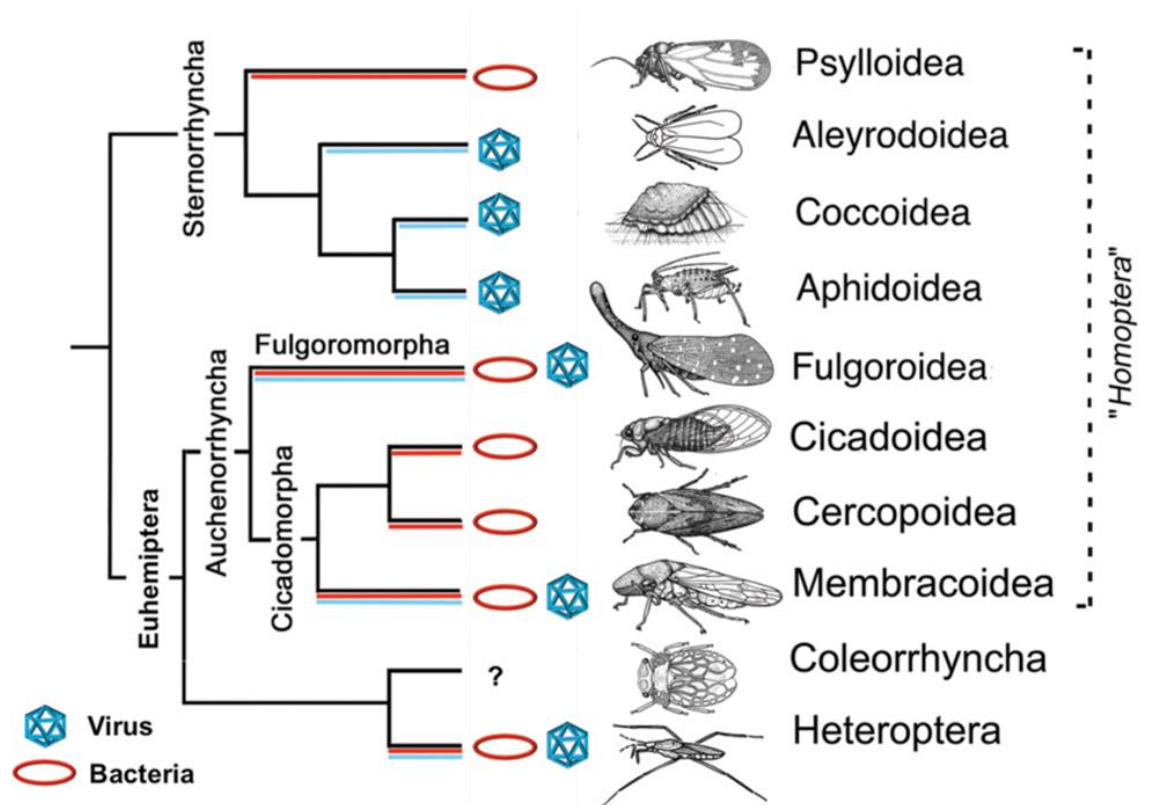 Sternorrhyncha
Psylloidea
Aleyrodoidea
Coccoidea
Aphidoidea
Fulgoromorpha
Fulgoroidea
"Homoptera"
Auchenorrhyncha
Cicadoidea
Cicadomorpha
Cercopoidea
Euhemiptera
Membracoidea
?
Coleorrhyncha
Heteroptera
Virus
Bacteria